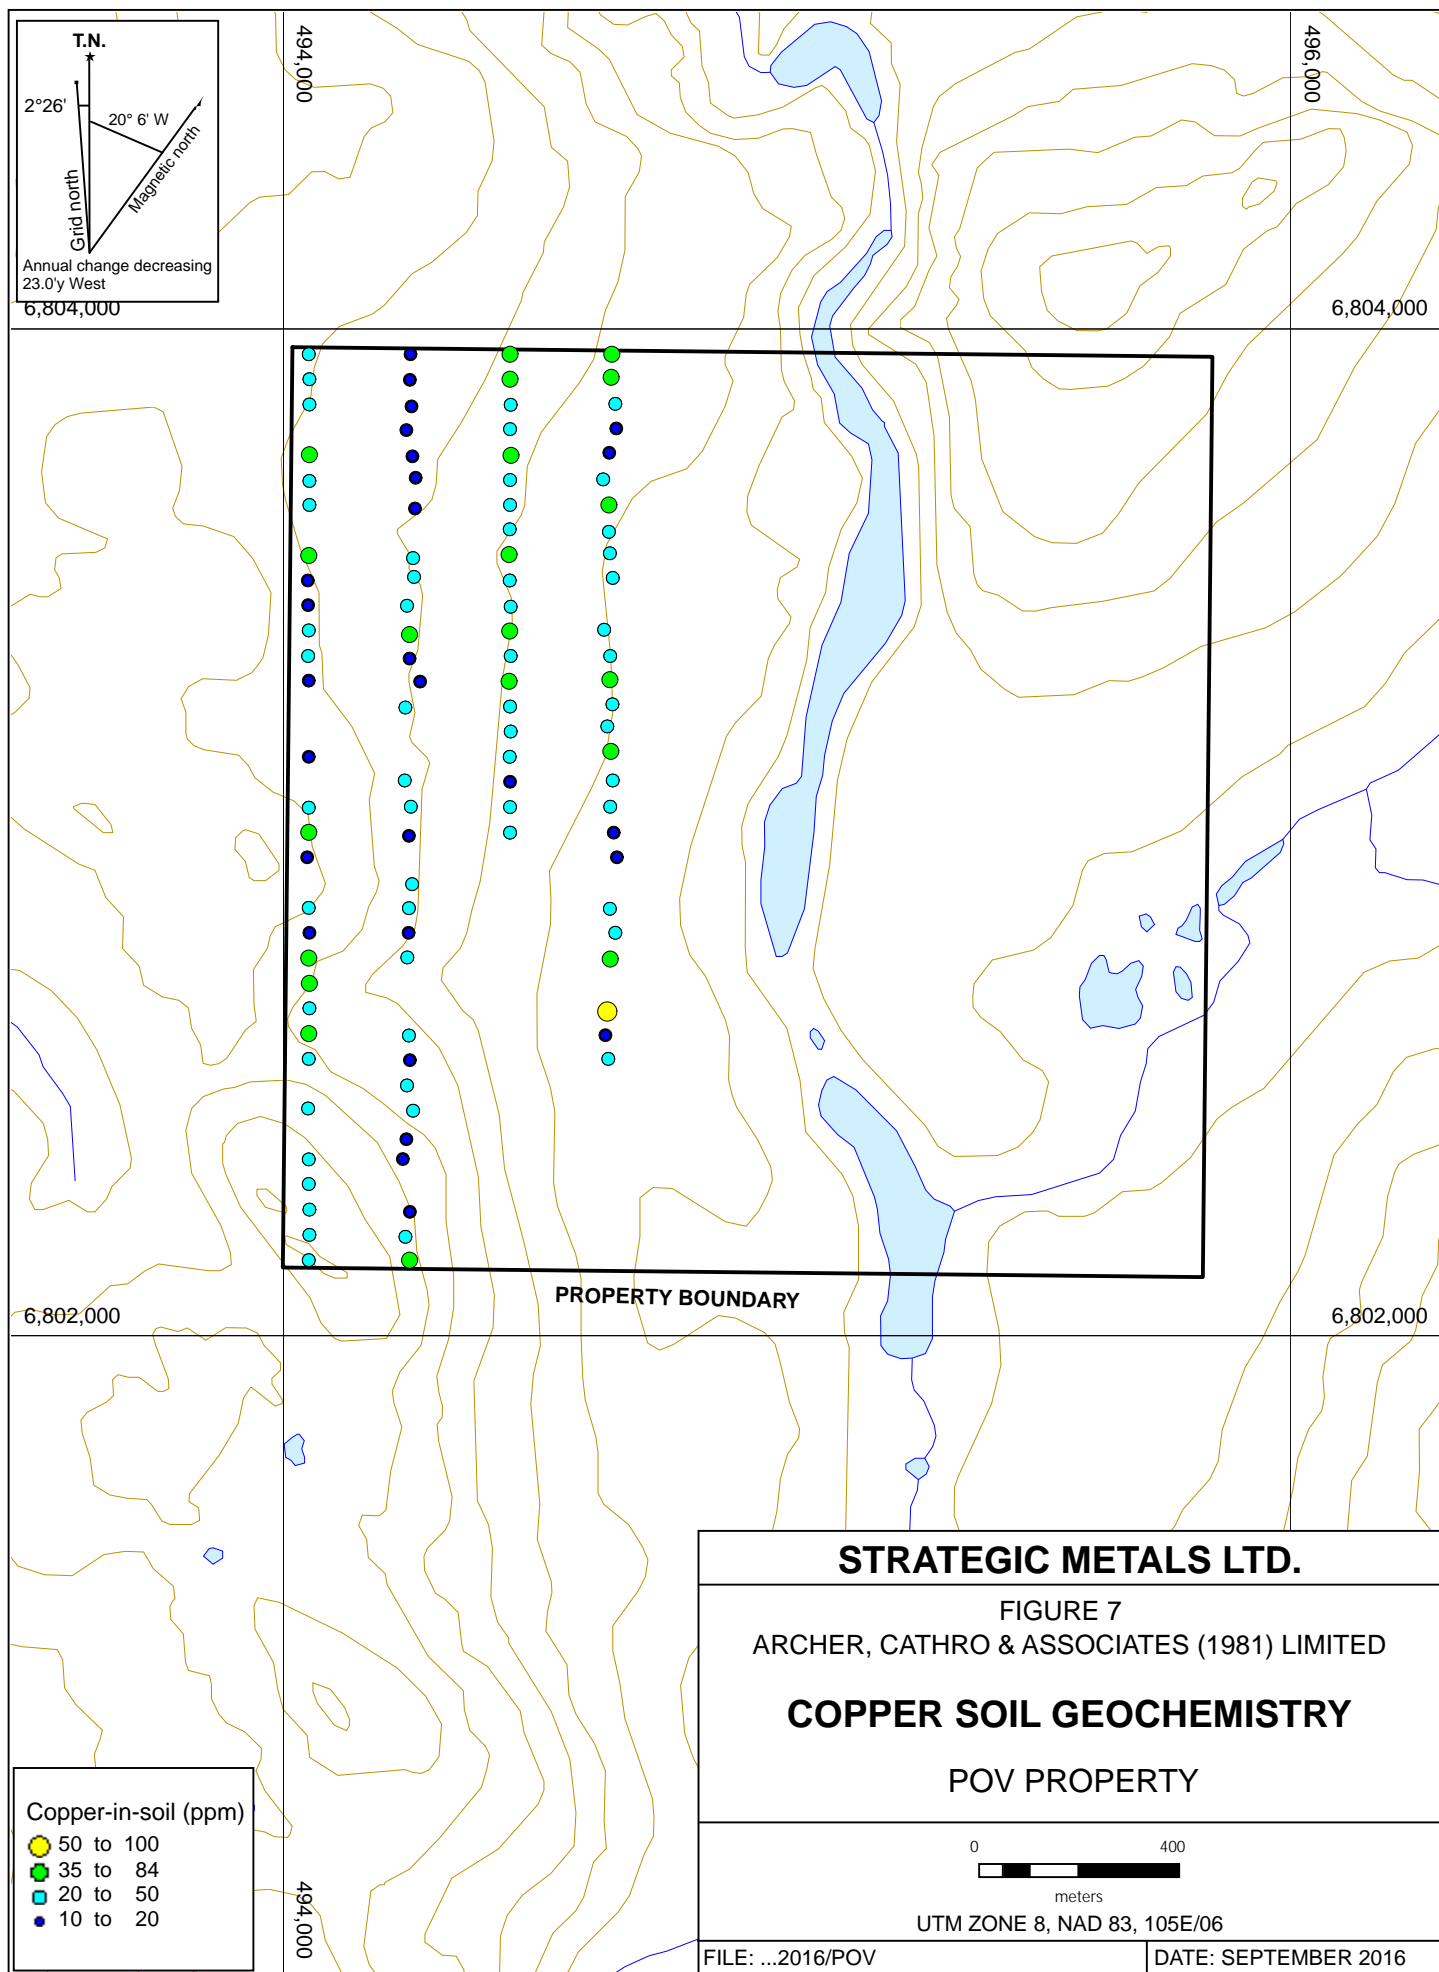 T.N.
2°26'
20° 6' W
Grid north
Magnetic north
Annual change decreasing
23.0'y West
494,000
496,000
6,804,000
6,804,000
PROPERTY BOUNDARY
6,802,000
6,802,000
STRATEGIC METALS LTD.
FIGURE 7
ARCHER, CATHRO & ASSOCIATES (1981) LIMITED
COPPER SOIL GEOCHEMISTRY
POV PROPERTY
0 400
meters
UTM ZONE 8, NAD 83, 105E/06
FILE: ...2016/POV
DATE: SEPTEMBER 2016
Copper-in-soil (ppm)
50 to 100
35 to 84
20 to 50
10 to 20
494,000